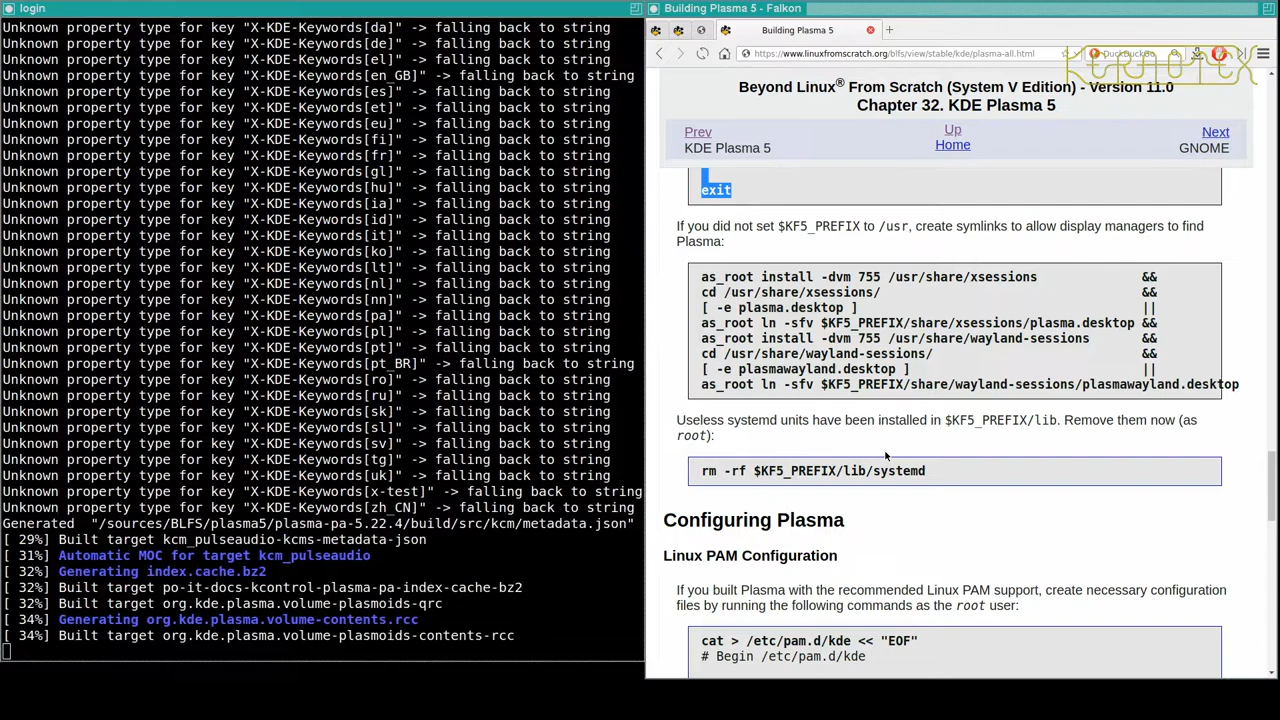 login
Unknown property type for key "X-KDE-Keywords[da]" -> falling back to string
Unknown property type for key "X-KDE-Keywords[de]" -> falling back to string
Unknown property type for key "X-KDE-Keywords[el]" -> falling back to string
Unknown property type for key "X-KDE-Keywords[en_GB]" -> falling back to string
Unknown property type for key "X-KDE-Keywords[es]" -> falling back to string
Unknown property type for key "X-KDE-Keywords[et]" -> falling back to string
Unknown property type for key "X-KDE-Keywords[eu]" -> falling back to string
Unknown property type for key "X-KDE-Keywords[fi]" -> falling back to string
Unknown property type for key "X-KDE-Keywords[fr]" -> falling back to string
Unknown property type for key "X-KDE-Keywords[gl]" -> falling back to string
Unknown property type for key "X-KDE-Keywords[hu]" -> falling back to string
Unknown property type for key "X-KDE-Keywords[ia]" -> falling back to string
Unknown property type for key "X-KDE-Keywords[id]" -> falling back to string
Unknown property type for key "X-KDE-Keywords[it]" -> falling back to string
Unknown property type for key "X-KDE-Keywords[ko]" -> falling back to string
Unknown property type for key "X-KDE-Keywords[lt]" -> falling back to string
Unknown property type for key "X-KDE-Keywords[nl]" -> falling back to string
Unknown property type for key "X-KDE-Keywords[nn]" -> falling back to string
Unknown property type for key "X-KDE-Keywords[pa]" -> falling back to string
Unknown property type for key "X-KDE-Keywords[pl]" -> falling back to string
Unknown property type for key "X-KDE-Keywords[pt]" -> falling back to string
Unknown property type for key "X-KDE-Keywords[pt_BR]" -> falling back to string
Unknown property type for key "X-KDE-Keywords[ro]" -> falling back to string
Unknown property type for key "X-KDE-Keywords[ru]" -> falling back to string
Unknown property type for key "X-KDE-Keywords[sk]" -> falling back to string
Unknown property type for key "X-KDE-Keywords[sl]" -> falling back to string
Unknown property type for key "X-KDE-Keywords[sv]" -> falling back to string
Unknown property type for key "X-KDE-Keywords[tg]" -> falling back to string
Unknown property type for key "X-KDE-Keywords[uk]" -> falling back to string
Unknown property type for key "X-KDE-Keywords[x-test]" -> falling back to string
Unknown property type for key "X-KDE-Keywords[zh_CN]" -> falling back to string
Generated "/sources/BLFS/plasma5/plasma-pa-5.22.4/build/src/kcm/metadata.json"
[ 29%] Built target kcm_pulseaudio-kcms-metadata-json
[ 31%] Automatic MOC for target kcm_pulseaudio
[ 32%] Generating index.cache.bz2
[ 32%] Built target po-it-docs-kcontrol-plasma-pa-index-cache-bz2
[ 32%] Built target org.kde.plasma.volume-plasmoids-qrc
[ 34%] Generating org.kde.plasma.volume-contents.rcc
[ 34%] Built target org.kde.plasma.volume-plasmoids-contents-rcc
Building Plasma 5 - Falkon
Building Plasma 5
https://www.linuxfromscratch.org/blfs/view/stable/kde/plasma-all.html
KERNOTEX
Beyond Linux® From Scratch (System V Edition) - Version 11.0
Chapter 32. KDE Plasma 5
Prev Up Next
KDE Plasma 5 Home GNOME
exit
If you did not set $KF5_PREFIX to /usr, create symlinks to allow display managers to find
Plasma:
as_root install -dvm 755 /usr/share/xsessions &&
cd /usr/share/xsessions/ &&
[ -e plasma.desktop ] ||
as_root ln -sfv $KF5_PREFIX/share/xsessions/plasma.desktop &&
as_root install -dvm 755 /usr/share/wayland-sessions &&
cd /usr/share/wayland-sessions/ &&
[ -e plasmawayland.desktop ] ||
as_root ln -sfv $KF5_PREFIX/share/wayland-sessions/plasmawayland.desktop
Useless systemd units have been installed in $KF5_PREFIX/lib. Remove them now (as
root):
rm -rf $KF5_PREFIX/lib/systemd
Configuring Plasma
Linux PAM Configuration
If you built Plasma with the recommended Linux PAM support, create necessary configuration
files by running the following commands as the root user:
cat > /etc/pam.d/kde << "EOF"
# Begin /etc/pam.d/kde